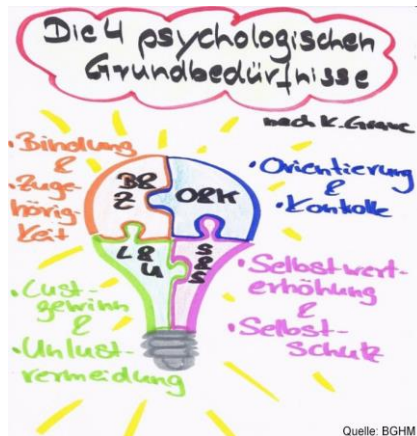 Die 4 psychologischen
Grundbedürfnisse
nach K. Grawe
• Bindung
&
• Zuge-
hörig-
keit
B&
Z
O&K
• Orientierung
&
• Kontrolle
L&
U
S&S
• Lust-
gewinn
&
• Unlust-
vermeidung
• Selbstwert-
erhöhung
&
• Selbst-
schutz
Quelle: BGHM